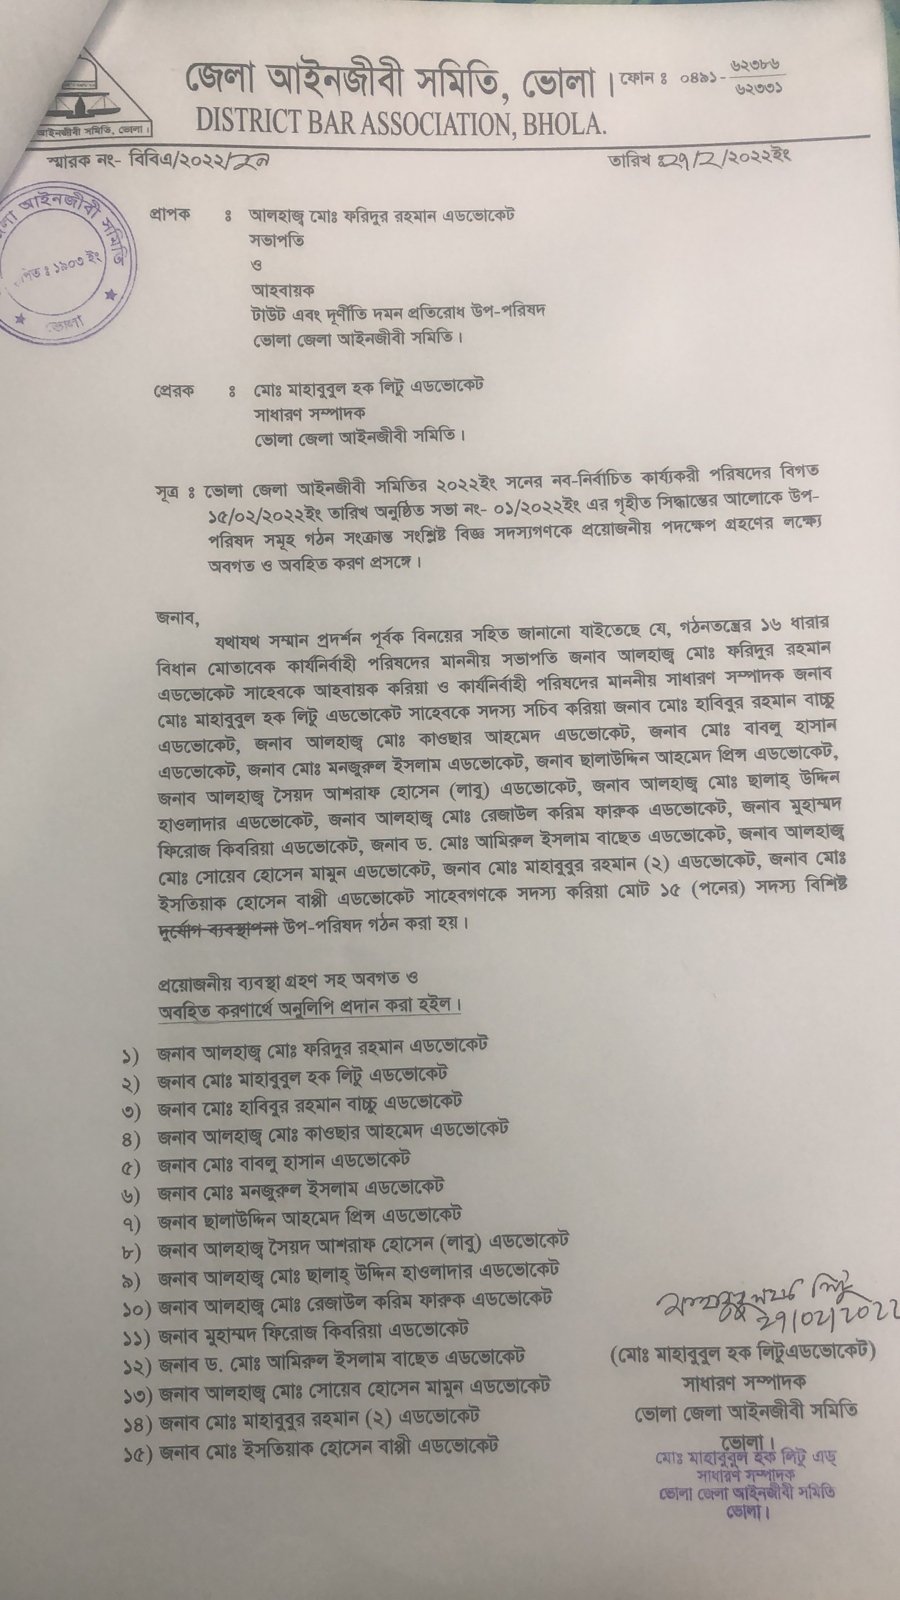 জেলা আইনজীবী সমিতি, ভোলা। ফোন ঃ ০৪৯১- ৬২৩৮৬
৬২৩৩১
DISTRICT BAR ASSOCIATION, BHOLA.
আইনজীবী সমিতি, ভোলা।
স্মারক নং- বিবিএ/২০২২/
তারিখ ঃ ২৭/2/২০২২ইং
আইনজীবী সমিতি
ঃ ১৯০৩ ইং
ভোলা
প্রাপক ঃ আলহাজ্ব মোঃ ফরিদুর রহমান এডভোকেট
সভাপতি
ও
আহবায়ক
টাউট এবং দূর্ণীতি দমন প্রতিরোধ উপ-পরিষদ
ভোলা জেলা আইনজীবী সমিতি।
প্রেরক ঃ মোঃ মাহাবুবুল হক লিটু এডভোকেট
সাধারণ সম্পাদক
ভোলা জেলা আইনজীবী সমিতি।
সূত্র ঃ ভোলা জেলা আইনজীবী সমিতির ২০২২ইং সনের নব-নির্বাচিত কার্য্যকরী পরিষদের বিগত
১৫/০২/২০২২ইং তারিখ অনুষ্ঠিত সভা নং- ০১/২০২২ইং এর গৃহীত সিদ্ধান্তের আলোকে উপ-
পরিষদ সমূহ গঠন সংক্রান্ত সংশ্লিষ্ট বিজ্ঞ সদস্যগণকে প্রয়োজনীয় পদক্ষেপ গ্রহণের লক্ষ্যে
অবগত ও অবহিত করণ প্রসঙ্গে।
জনাব,
যথাযথ সম্মান প্রদর্শন পূর্বক বিনয়ের সহিত জানানো যাইতেছে যে, গঠনতন্ত্রের ১৬ ধারার
বিধান মোতাবেক কার্যনির্বাহী পরিষদের মাননীয় সভাপতি জনাব আলহাজ্ব মোঃ ফরিদুর রহমান
এডভোকেট সাহেবকে আহবায়ক করিয়া ও কার্যনির্বাহী পরিষদের মাননীয় সাধারণ সম্পাদক জনাব
মোঃ মাহাবুবুল হক লিটু এডভোকেট সাহেবকে সদস্য সচিব করিয়া জনাব মোঃ হাবিবুর রহমান বাচ্চু
এডভোকেট, জনাব আলহাজ্ব মোঃ কাওছার আহমেদ এডভোকেট, জনাব মোঃ বাবলু হাসান
এডভোকেট, জনাব মোঃ মনজুরুল ইসলাম এডভোকেট, জনাব ছালাউদ্দিন আহমেদ প্রিন্স এডভোকেট,
জনাব আলহাজ্ব সৈয়দ আশরাফ হোসেন (লাবু) এডভোকেট, জনাব আলহাজ্ব মোঃ ছালাহ্ উদ্দিন
হাওলাদার এডভোকেট, জনাব আলহাজ্ব মোঃ রেজাউল করিম ফারুক এডভোকেট, জনাব মূহাম্মদ
ফিরোজ কিবরিয়া এডভোকেট, জনাব ড. মোঃ আমিরুল ইসলাম বাছেত এডভোকেট, জনাব আলহাজ্ব
মোঃ সোয়েব হোসেন মামুন এডভোকেট, জনাব মোঃ মাহাবুবুর রহমান (২) এডভোকেট, জনাব মোঃ
ইসতিয়াক হোসেন বাপ্পী এডভোকেট সাহেবগণকে সদস্য করিয়া মোট ১৫ (পনের) সদস্য বিশিষ্ট
দুর্যোগ ব্যবস্থাপনা উপ-পরিষদ গঠন করা হয়।
প্রয়োজনীয় ব্যবস্থা গ্রহণ সহ অবগত ও
অবহিত করণার্থে অনুলিপি প্রদান করা হইল।
১) জনাব আলহাজ্ব মোঃ ফরিদুর রহমান এডভোকেট
২) জনাব মোঃ মাহাবুবুল হক লিটু এডভোকেট
৩) জনাব মোঃ হাবিবুর রহমান বাচ্চু এডভোকেট
৪) জনাব আলহাজ্ব মোঃ কাওছার আহমেদ এডভোকেট
৫) জনাব মোঃ বাবলু হাসান এডভোকেট
৬) জনাব মোঃ মনজুরুল ইসলাম এডভোকেট
৭) জনাব ছালাউদ্দিন আহমেদ প্রিন্স এডভোকেট
৮) জনাব আলহাজ্ব সৈয়দ আশরাফ হোসেন (লাবু) এডভোকেট
৯) জনাব আলহাজ্ব মোঃ ছালাহ্ উদ্দিন হাওলাদার এডভোকেট
১০) জনাব আলহাজ্ব মোঃ রেজাউল করিম ফারুক এডভোকেট
১১) জনাব মূহাম্মদ ফিরোজ কিবরিয়া এডভোকেট
১২) জনাব ড. মোঃ আমিরুল ইসলাম বাছেত এডভোকেট
১৩) জনাব আলহাজ্ব মোঃ সোয়েব হোসেন মামুন এডভোকেট
১৪) জনাব মোঃ মাহাবুবুর রহমান (২) এডভোকেট
১৫) জনাব মোঃ ইসতিয়াক হোসেন বাপ্পী এডভোকেট
২৭/02/2022
(মোঃ মাহাবুবুল হক লিটুএডভোকেট)
সাধারণ সম্পাদক
ভোলা জেলা আইনজীবী সমিতি
ভোলা।
মোঃ মাহাবুবুল হক লিটু এড্
সাধারণ সম্পাদক
ভোলা জেলা আইনজীবী সমিতি
ভোলা।